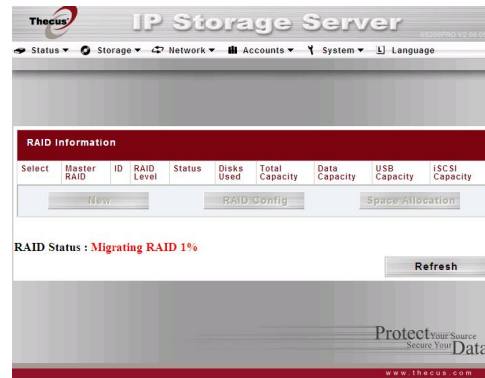 Thecus
IP Storage Server
Status Storage Network Accounts System Language
RAID Information
Select Master RAID ID RAID Level Status Disks Used Total Capacity Data Capacity USB Capacity iSCSI Capacity
New RAID Config Space Allocation
RAID Status : Migrating RAID 1%
Refresh
Protect Your Source
Secure Your Data
www.thecus.com